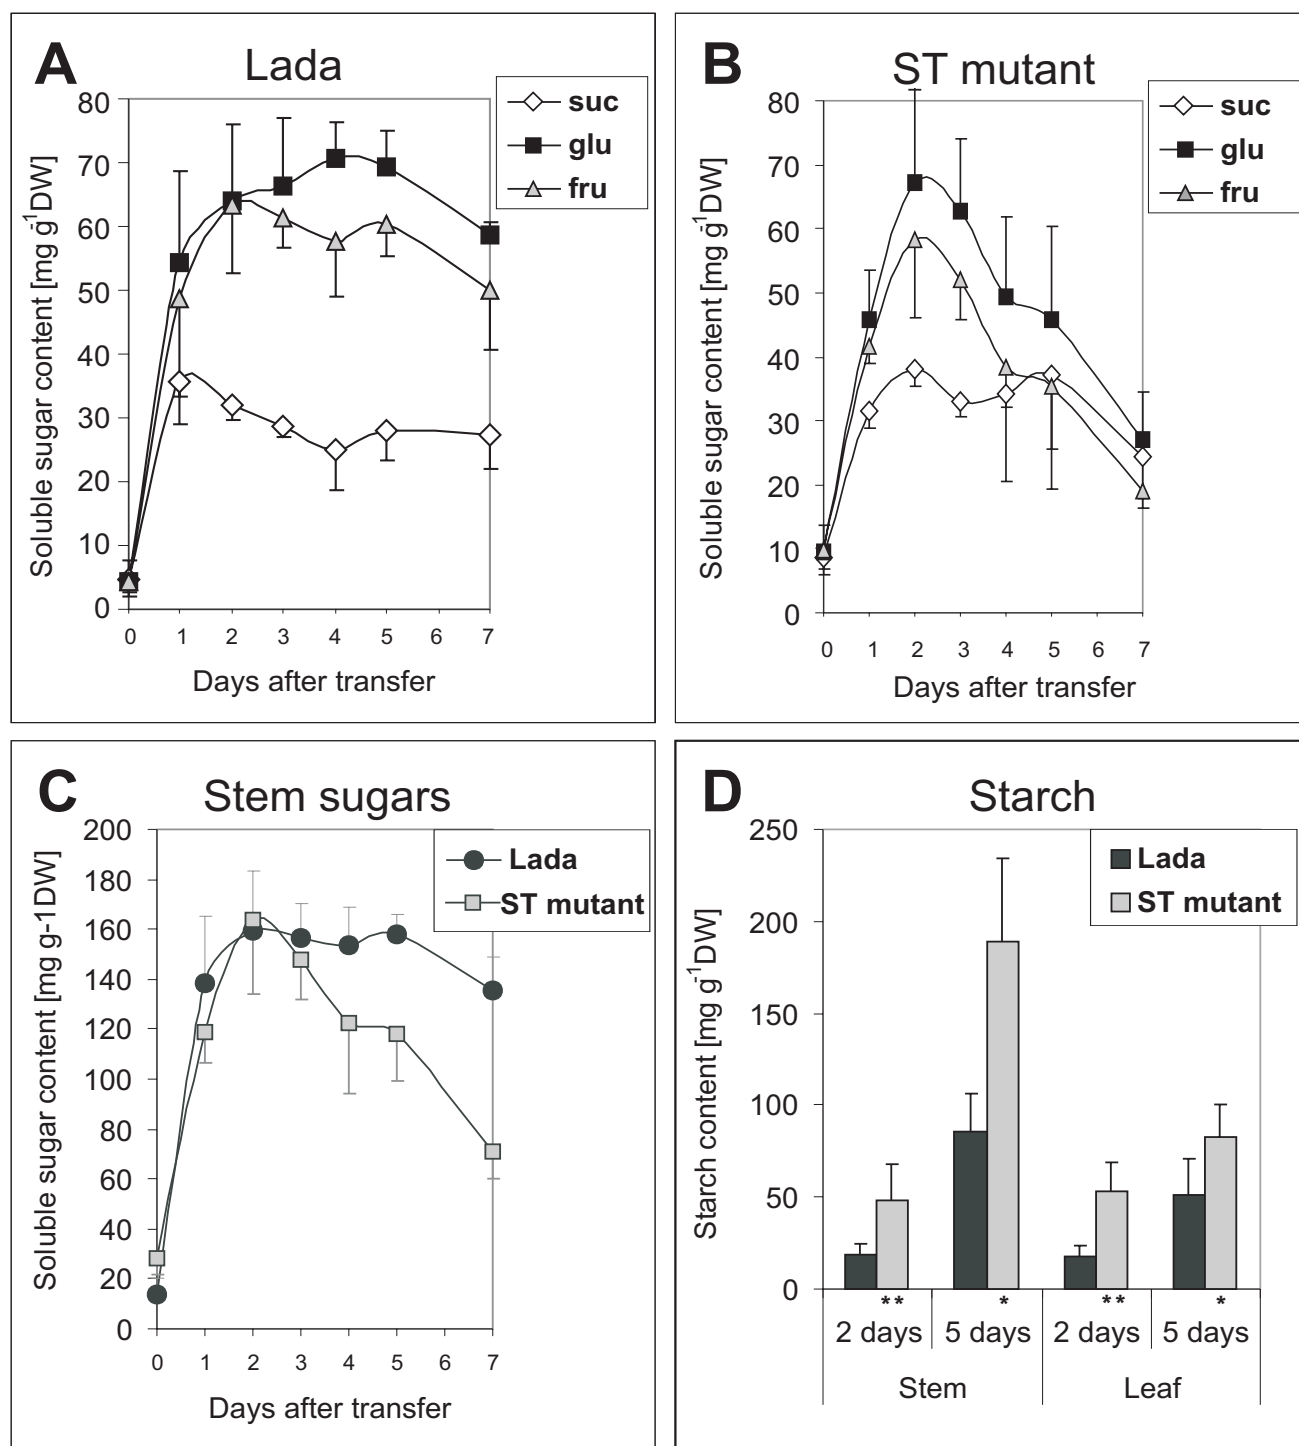 A
Lada
suc
glu
fru
80
70
60
50
40
30
20
10
0
0 1 2 3 4 5 6 7
Soluble sugar content [mg g-1DW]
Days after transfer
B
ST mutant
suc
glu
fru
80
70
60
50
40
30
20
10
0
0 1 2 3 4 5 6 7
Soluble sugar content [mg g-1DW]
Days after transfer
C
Stem sugars
Lada
ST mutant
200
180
160
140
120
100
80
60
40
20
0
0 1 2 3 4 5 6 7
Soluble sugar content [mg g-1DW]
Days after transfer
D
Starch
Lada
ST mutant
250
200
150
100
50
0
Starch content [mg g-1DW]
** * ** *
2 days 5 days 2 days 5 days
Stem Leaf